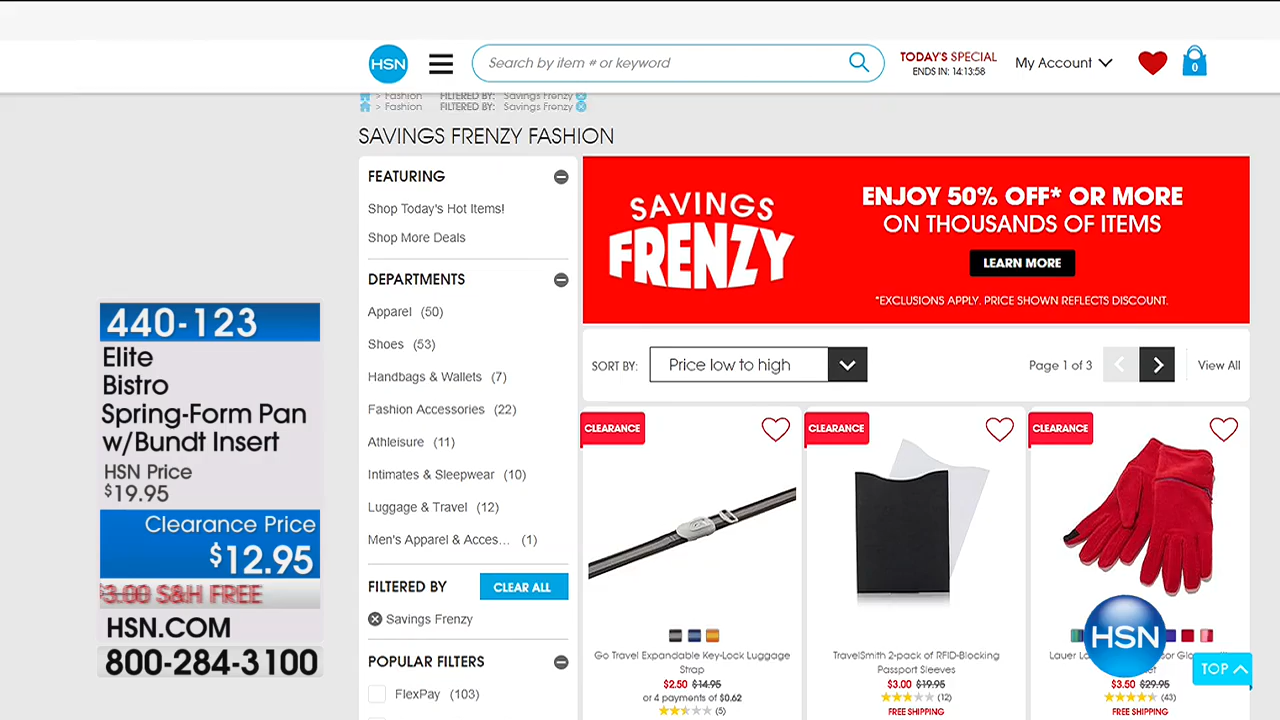 HSN
Search by item # or keyword
TODAY'S SPECIAL
ENDS IN: 14:13:58
My Account
0
> Fashion FILTERED BY: Savings Frenzy
> Fashion FILTERED BY: Savings Frenzy
SAVINGS FRENZY FASHION
FEATURING
Shop Today's Hot Items!
Shop More Deals
DEPARTMENTS
Apparel (50)
Shoes (53)
Handbags & Wallets (7)
Fashion Accessories (22)
Athleisure (11)
Intimates & Sleepwear (10)
Luggage & Travel (12)
Men's Apparel & Acces... (1)
FILTERED BY
CLEAR ALL
Savings Frenzy
POPULAR FILTERS
FlexPay (103)
SAVINGS
FRENZY
ENJOY 50% OFF* OR MORE
ON THOUSANDS OF ITEMS
LEARN MORE
*EXCLUSIONS APPLY. PRICE SHOWN REFLECTS DISCOUNT.
SORT BY:
Price low to high
Page 1 of 3
View All
CLEARANCE
Go Travel Expandable Key-Lock Luggage
Strap
$2.50 $14.95
or 4 payments of $0.62
(5)
CLEARANCE
TravelSmith 2-pack of RFID-Blocking
Passport Sleeves
$3.00 $19.95
(12)
FREE SHIPPING
CLEARANCE
Lauer
$3.50 $29.95
(43)
FREE SHIPPING
HSN
TOP
440-123
Elite
Bistro
Spring-Form Pan
w/Bundt Insert
HSN Price
$19.95
Clearance Price
$12.95
$3.00 S&H FREE
HSN.COM
800-284-3100